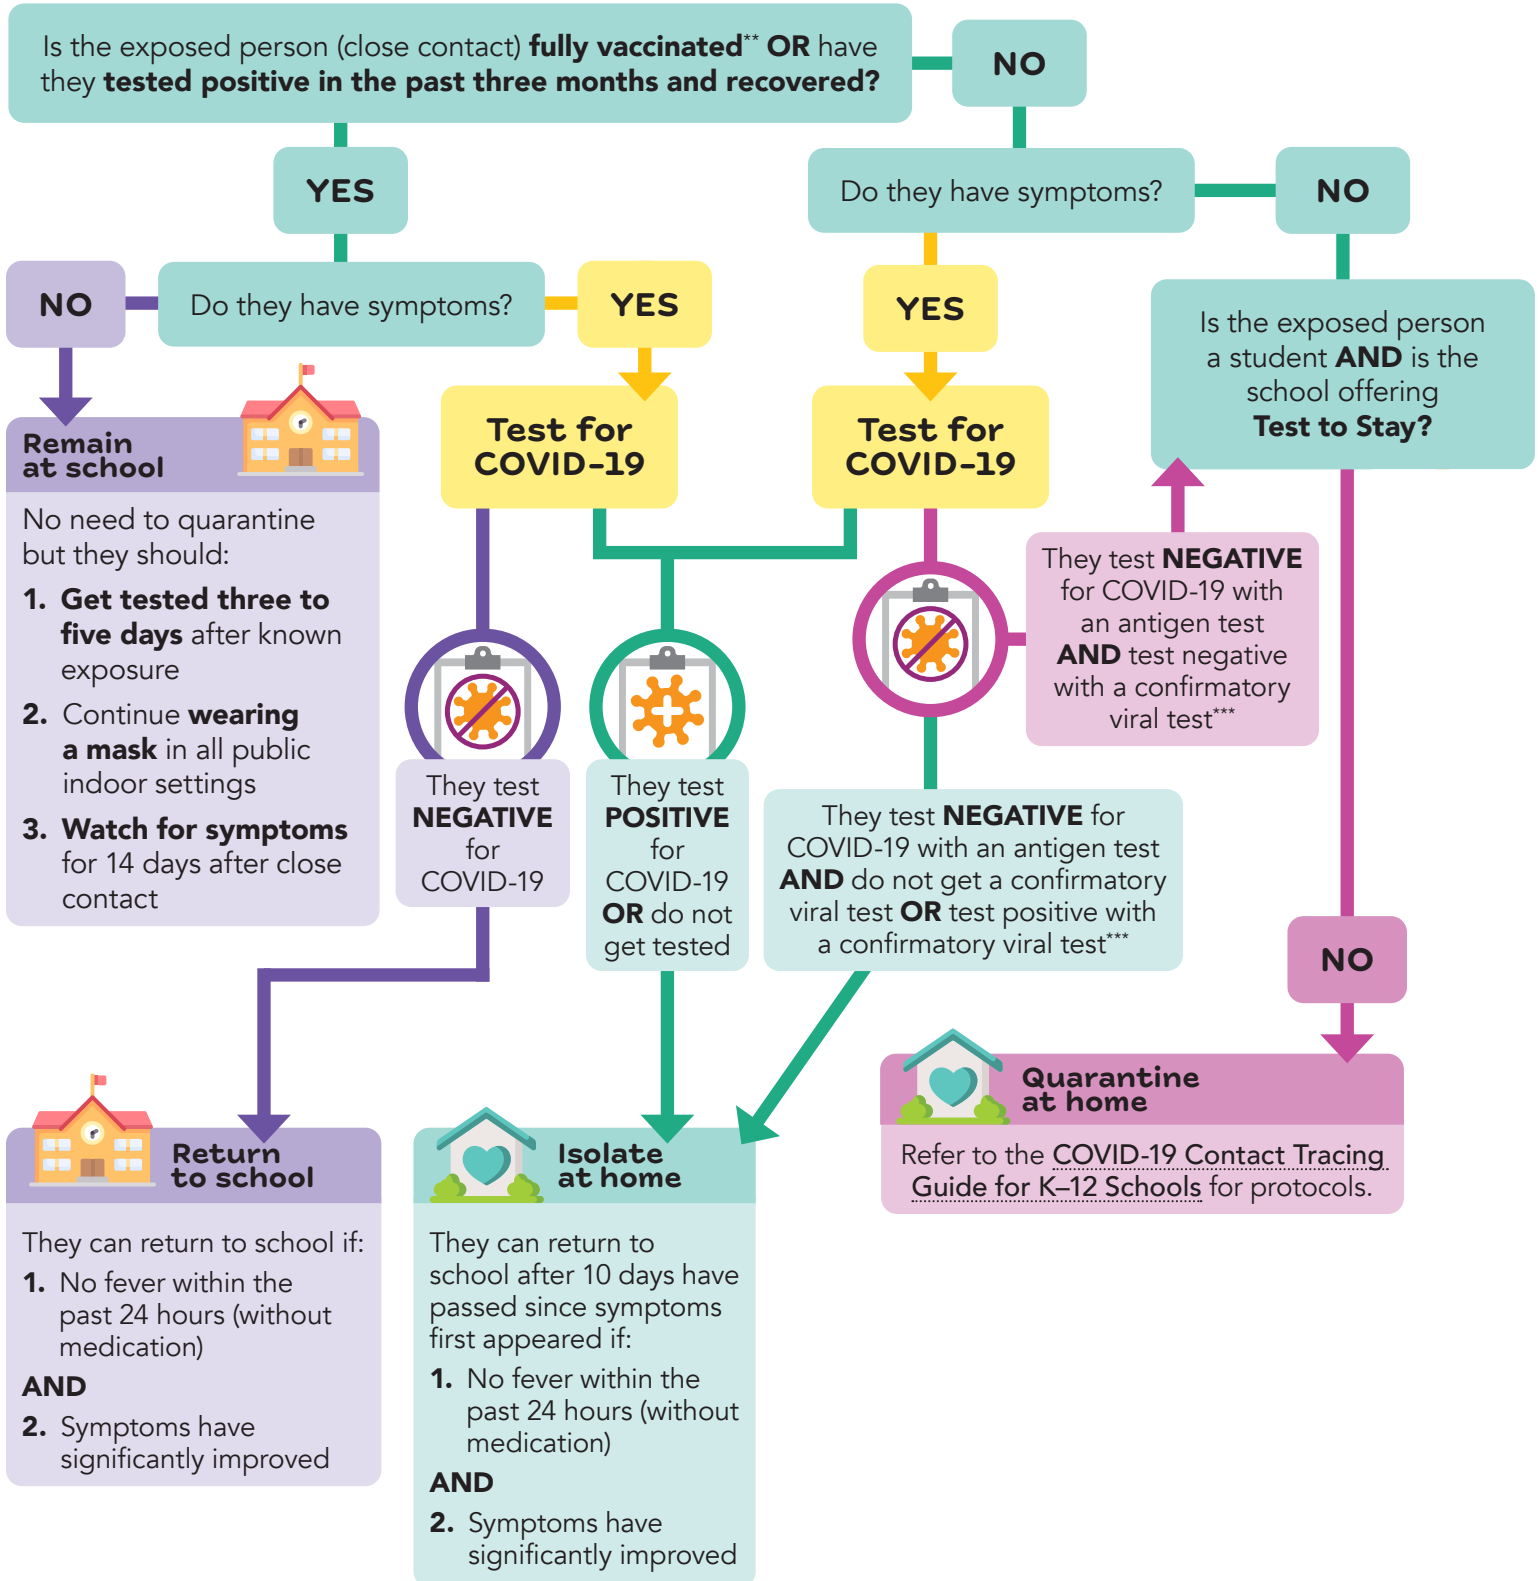 Is the exposed person (close contact) fully vaccinated** OR have
they tested positive in the past three months and recovered?
NO
YES
Do they have symptoms?
NO
NO
Do they have symptoms?
YES
YES
Is the exposed person
a student AND is the
school offering
Test to Stay?
Remain
at school
No need to quarantine
but they should:
1. Get tested three to
five days after known
exposure
2. Continue wearing
a mask in all public
indoor settings
3. Watch for symptoms
for 14 days after close
contact
Test for
COVID-19
Test for
COVID-19
They test NEGATIVE
for COVID-19 with
an antigen test
AND test negative
with a confirmatory
viral test***
They test
NEGATIVE
for
COVID-19
They test
POSITIVE
for
COVID-19
OR do not
get tested
They test NEGATIVE for
COVID-19 with an antigen test
AND do not get a confirmatory
viral test OR test positive with
a confirmatory viral test***
NO
Quarantine
at home
Refer to the COVID-19 Contact Tracing
Guide for K–12 Schools for protocols.
Return
to school
They can return to school if:
1. No fever within the
past 24 hours (without
medication)
AND
2. Symptoms have
significantly improved
Isolate
at home
They can return to
school after 10 days have
passed since symptoms
first appeared if:
1. No fever within the
past 24 hours (without
medication)
AND
2. Symptoms have
significantly improved